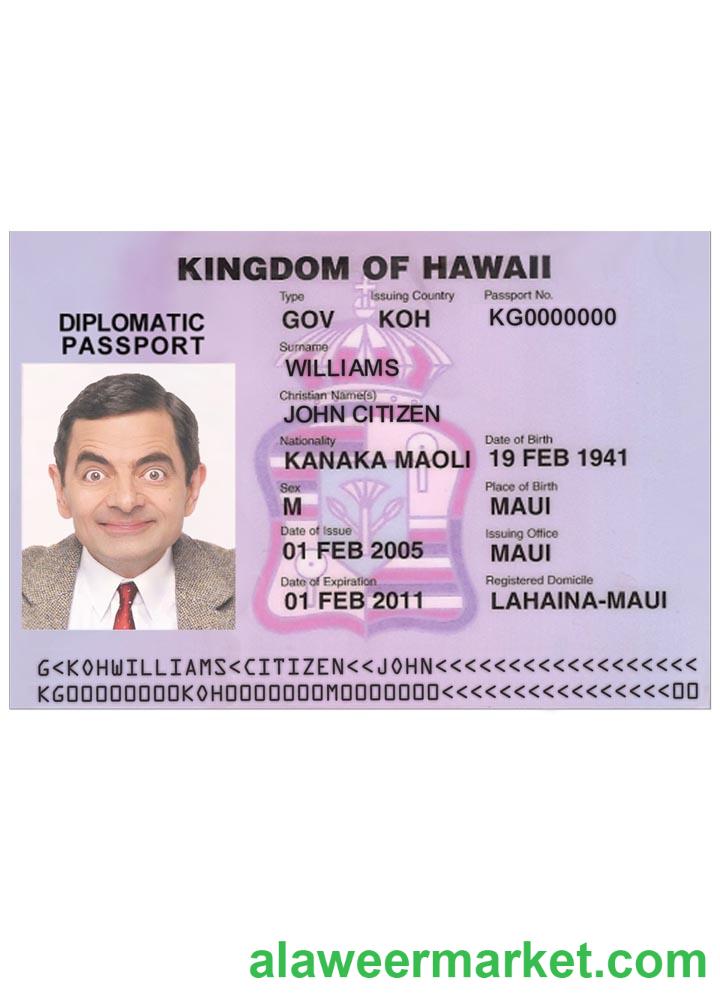 KINGDOM OF HAWAII
DIPLOMATIC
PASSPORT
Type Issuing Country Passport No.
GOV KOH KG0000000
Surname
WILLIAMS
Christian Name(s)
JOHN CITIZEN
Nationality Date of Birth
KANAKA MAOLI 19 FEB 1941
Sex Place of Birth
M MAUI
Date of Issue Issuing Office
01 FEB 2005 MAUI
Date of Expiration Registered Domicile
01 FEB 2011 LAHAINA-MAUI
G<KOHWILLIAMS<CITIZEN<<JOHN<<<<<<<<<<<<<<<<<<
KG00000000KOH0000000M0000000<<<<<<<<<<<<<<<<00
alaweermarket.com